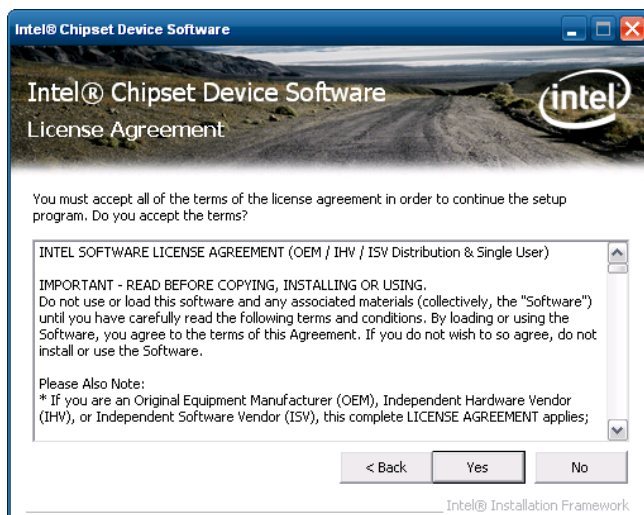 Intel® Chipset Device Software
Intel® Chipset Device Software
intel
License Agreement
You must accept all of the terms of the license agreement in order to continue the setup
program. Do you accept the terms?
INTEL SOFTWARE LICENSE AGREEMENT (OEM / IHV / ISV Distribution & Single User)
IMPORTANT - READ BEFORE COPYING, INSTALLING OR USING.
Do not use or load this software and any associated materials (collectively, the "Software")
until you have carefully read the following terms and conditions. By loading or using the
Software, you agree to the terms of this Agreement. If you do not wish to so agree, do not
install or use the Software.
Please Also Note:
* If you are an Original Equipment Manufacturer (OEM), Independent Hardware Vendor
(IHV), or Independent Software Vendor (ISV), this complete LICENSE AGREEMENT applies;
< Back Yes No
Intel® Installation Framework